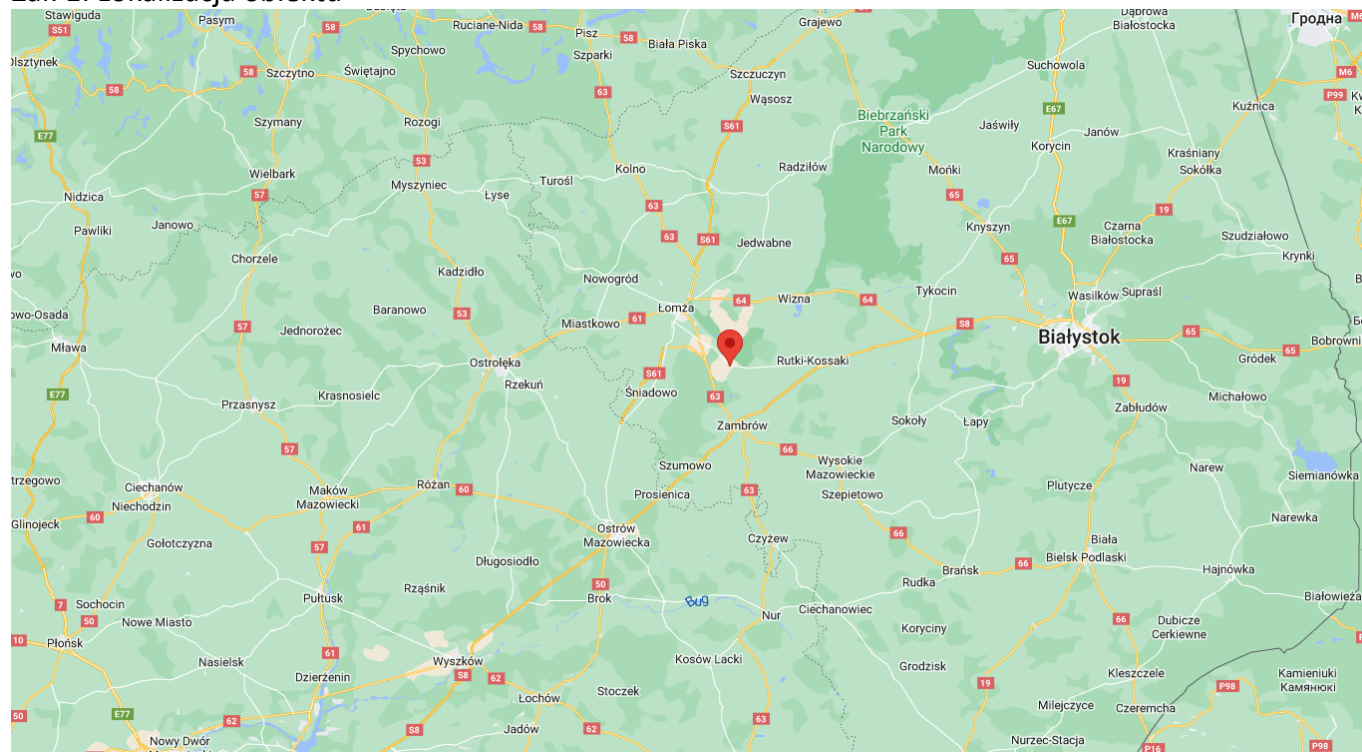 Stawiguda
Pasym
58
Ruciane-Nida
58
Pisz
58
Biała Piska
Grajewo
Dąbrowa
Białostocka
Гродна
M6
S51
Spychowo
Szparki
Szczuczyn
Suchowola
58
Szczytno
Świętajno
58
63
Wąsosz
E67
M6
P99
Kuźnica
S8
E77
Szymany
Rozogi
S61
Biebrzański
Park
Narodowy
Jaświły
Janów
Korycin
Kraśniany
Sokółka
53
Wielbark
Kolno
Radziłów
Mońki
Turośl
57
Myszyniec
Łyse
65
Nidzica
63
19
Janowo
Pawliki
63
S61
Jedwabne
Knyszyn
E67
Czarna
Białostocka
Szudziałowo
Krynki
Chorzele
65
Kadzidło
Nowogród
Tykocin
Wasilków
Supraśl
64
Wizna
64
Baranowo
53
Łomża
57
Jednorożec
Miastkowo
61
S8
65
Białystok
Mława
Ostrołęka
Rutki-Kossaki
Gródek
65
Bobrowni
S61
Rzekuń
19
E77
Krasnosielc
Śniadowo
63
Michałowo
Przasnysz
Zabłudów
Sokoły
Łapy
Zambrów
57
66
Wysokie
Mazowieckie
Szumowo
Narew
Siemianówka
Ciechanów
Niechodzin
Maków
Mazowiecki
Różan
60
Prosienica
63
Szepietowo
Plutycze
Glinojeck
60
61
Narewka
Ostrów
Mazowiecka
Czyżew
66
Biała
Bielsk Podlaski
Gołotczyzna
57
Długosiodło
66
Brańsk
Hajnówka
Rząśnik
50
Rudka
Sochocin
7
Pułtusk
Brok
Bug
Ciechanowiec
Białowieża
50
Nowe Miasto
Nur
66
Dubicze
Cerkiewne
10
Płońsk
Koryciny
61
Nasielsk
Wyszków
Kosów Lacki
Grodzisk
Kleszczele
Kamieniuki
Камянюкі
Dzierżenin
S8
62
19
P98
Stoczek
Łochów
Milejczyce
Czeremcha
50
E77
62
63
S8
Jadów
62
Nowy Dwór
Nurzec-Stacja
P16
P98